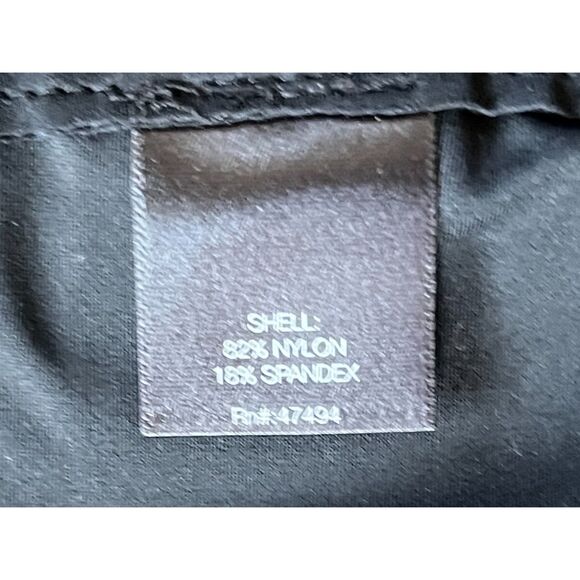 SHELL:
82% NYLON
18% SPANDEX
Rn#:47494